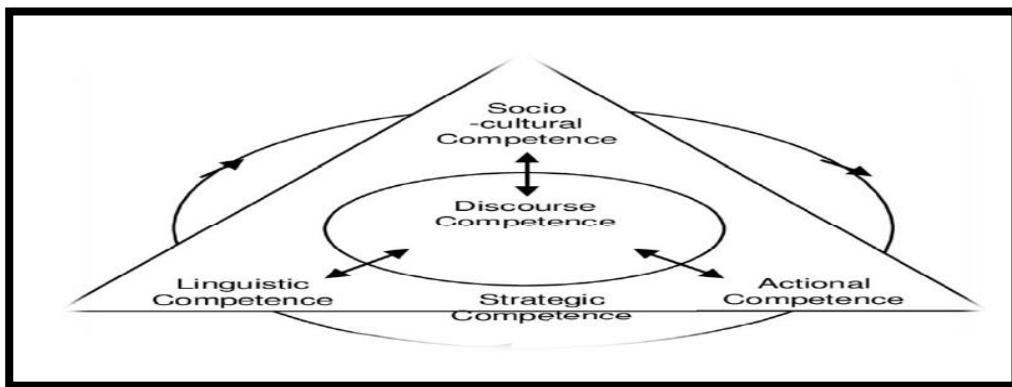 Socio
-cultural
Competence
Discourse
Competence
Linguistic
Competence
Strategic
Competence
Actional
Competence